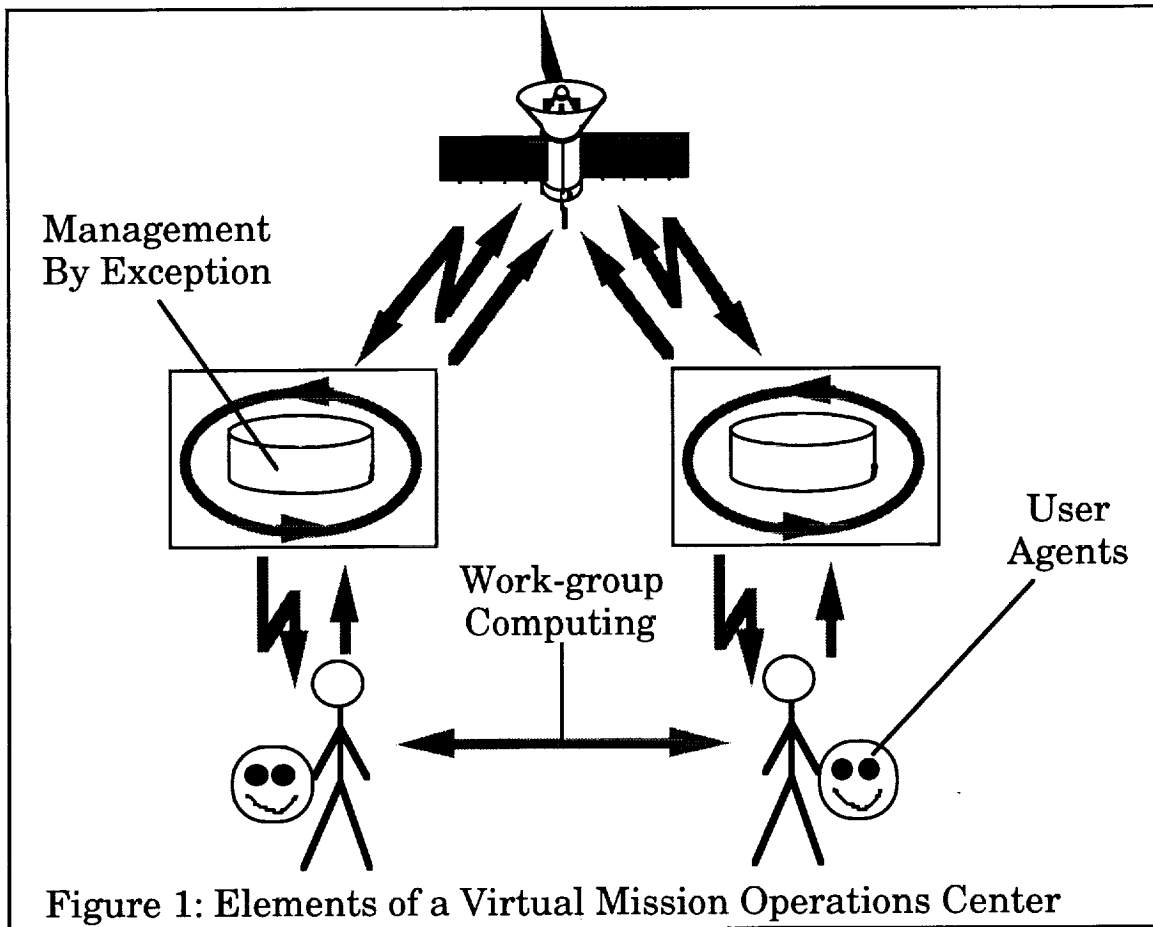 Management
By Exception
User
Agents
Work-group
Computing
Figure 1: Elements of a Virtual Mission Operations Center